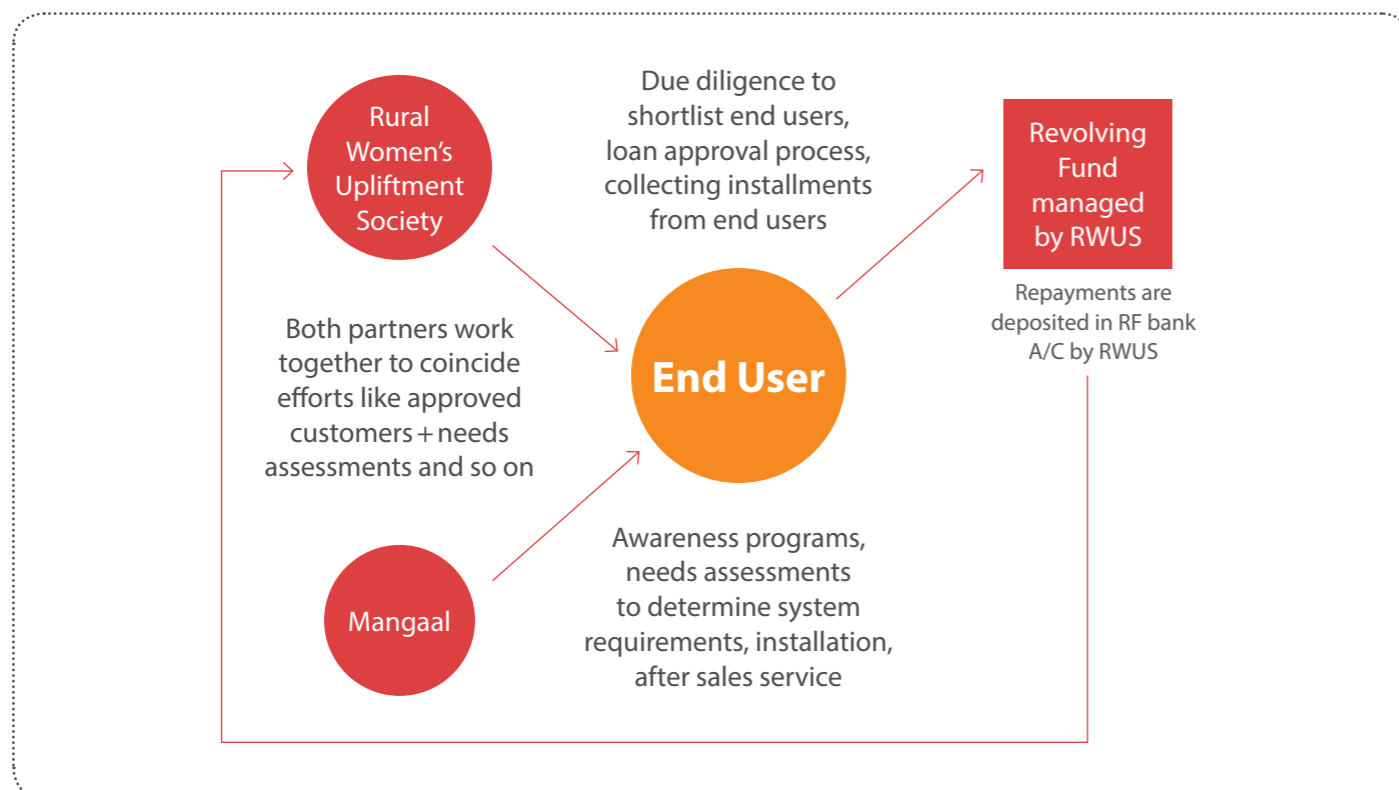 Rural
Women’s
Upliftment
Society
Due diligence to
shortlist end users,
loan approval process,
collecting installments
from end users
Revolving
Fund
managed
by RWUS
Repayments are
deposited in RF bank
A/C by RWUS
Both partners work
together to coincide
efforts like approved
customers + needs
assessments and so on
End User
Mangaal
Awareness programs,
needs assessments
to determine system
requirements, installation,
after sales service